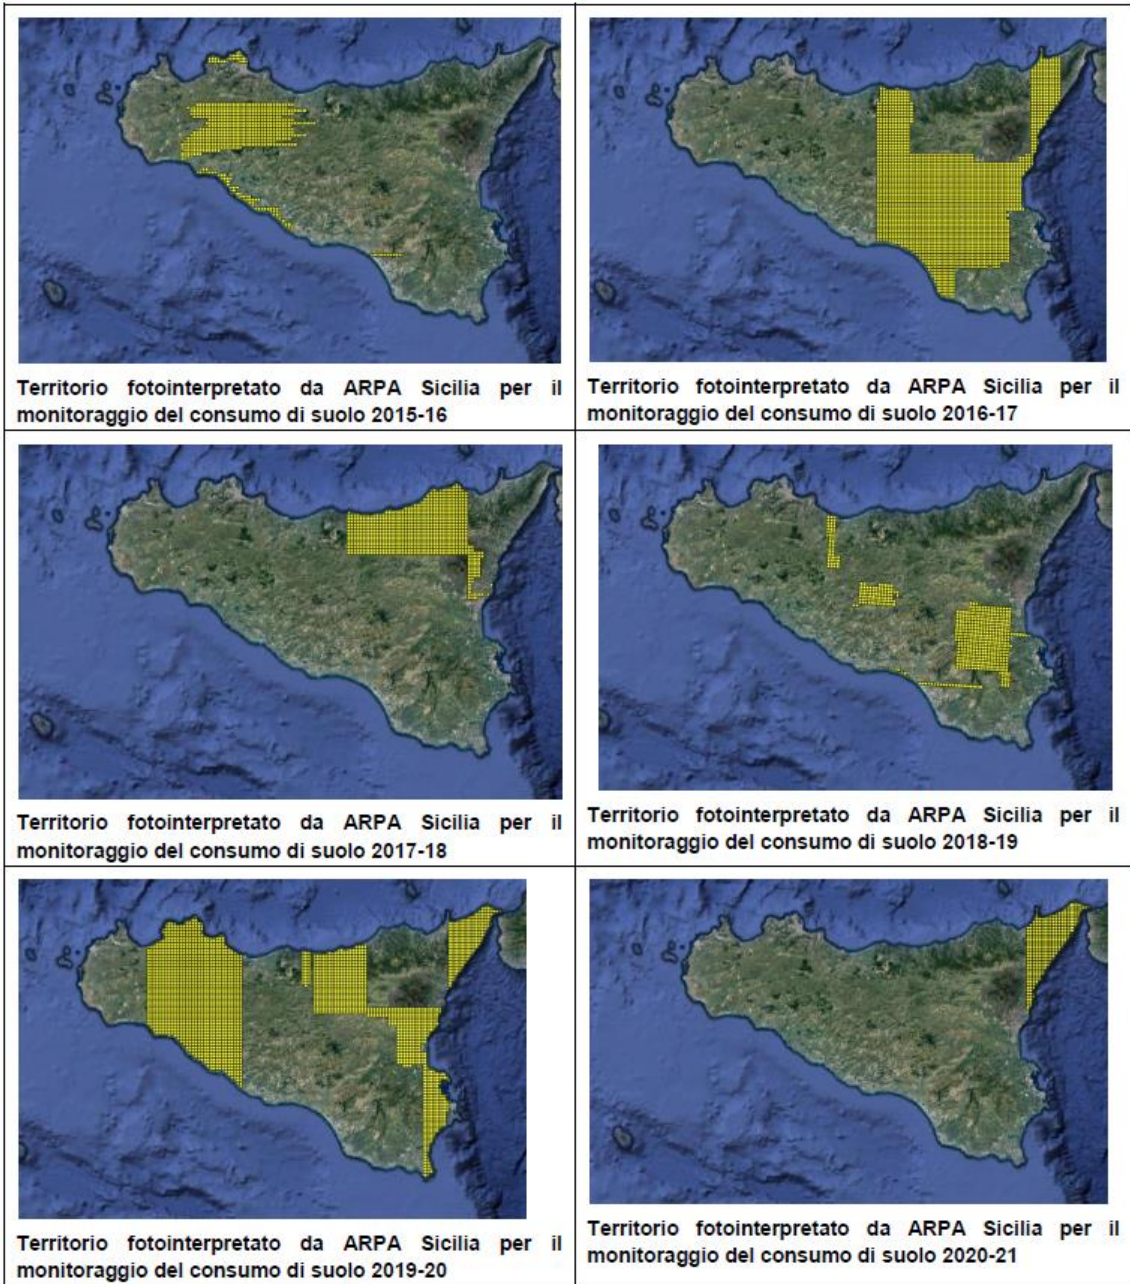 Territorio fotointerpretato da ARPA Sicilia per il
monitoraggio del consumo di suolo 2015-16
Territorio fotointerpretato da ARPA Sicilia per il
monitoraggio del consumo di suolo 2016-17
Territorio fotointerpretato da ARPA Sicilia per il
monitoraggio del consumo di suolo 2017-18
Territorio fotointerpretato da ARPA Sicilia per il
monitoraggio del consumo di suolo 2018-19
Territorio fotointerpretato da ARPA Sicilia per il
monitoraggio del consumo di suolo 2019-20
Territorio fotointerpretato da ARPA Sicilia per il
monitoraggio del consumo di suolo 2020-21